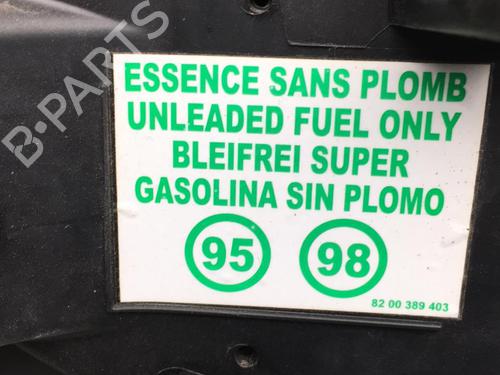 B-PARTS
ESSENCE SANS PLOMB
UNLEADED FUEL ONLY
BLEIFREI SUPER
GASOLINA SIN PLOMO
95 98
82 00 389 403